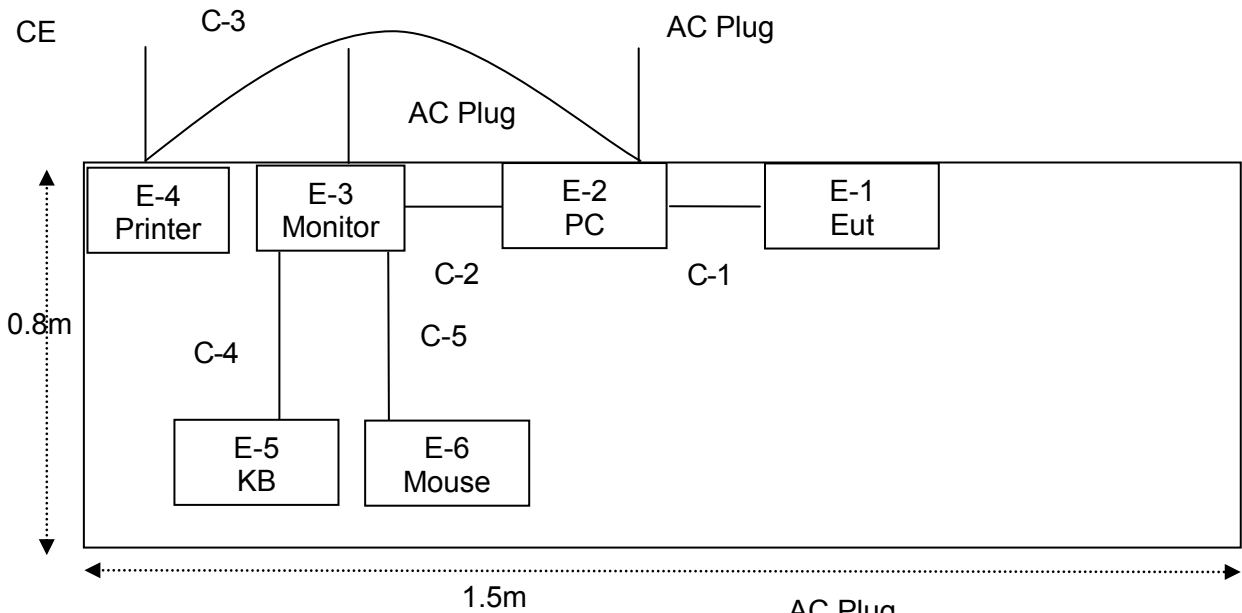 CE
C-3
AC Plug
AC Plug
E-4
Printer
E-3
Monitor
E-2
PC
E-1
Eut
C-2
C-1
0.8m
C-5
C-4
E-5
KB
E-6
Mouse
1.5m
AC Plug